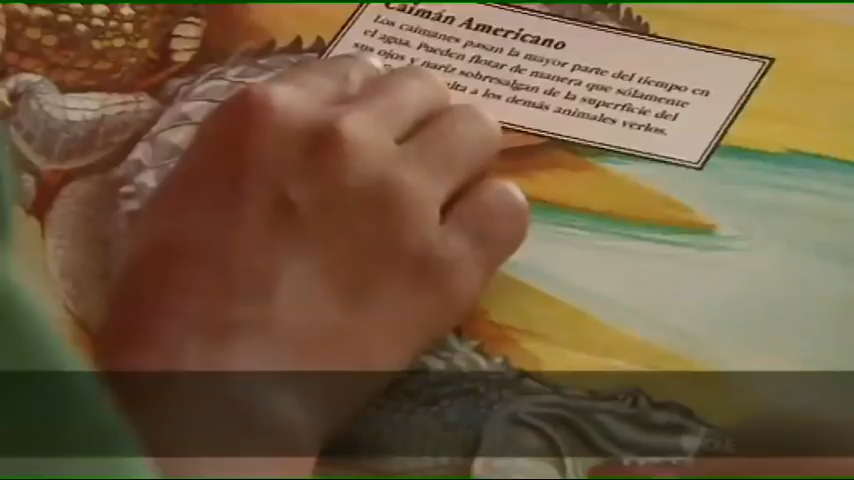 Caimán Americano
Los caimanes pasan la mayor parte del tiempo en
el agua. Pueden flotar de manera que sólamente
sus ojos y nariz sobresalgan de la superficie del
a los demás animales verlos.